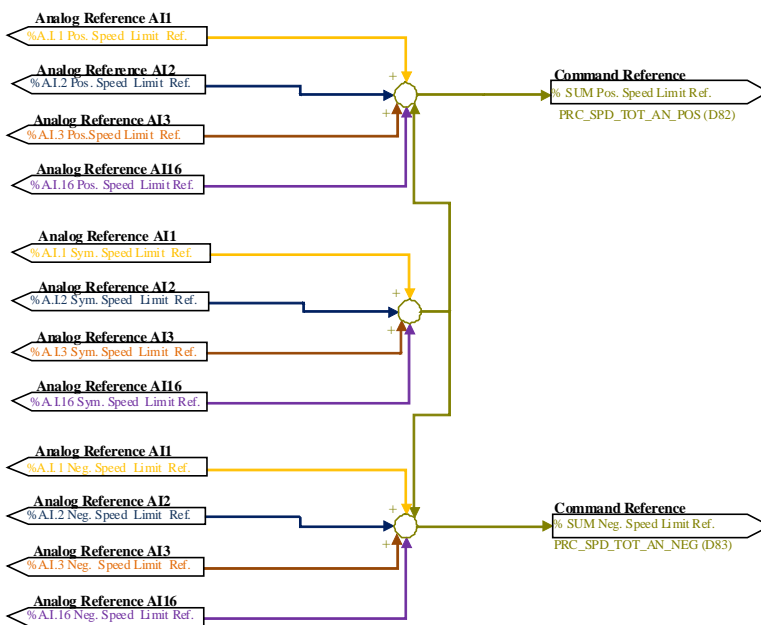 Analog Reference AI1
%A.I.1 Pos. Speed Limit Ref.
+
Analog Reference AI2
%A.I.2 Pos. Speed Limit Ref.
Command Reference
% SUM Pos. Speed Limit Ref.
PRC_SPD_TOT_AN_POS (D82)
Analog Reference AI3
+
%A.I.3 Pos.Speed Limit Ref.
Analog Reference AI16
%A.I.16 Pos. Speed Limit Ref.
Analog Reference AI1
%A.I.1 Sym. Speed Limit Ref.
+
Analog Reference AI2
%A.I.2 Sym. Speed Limit Ref.
+
Analog Reference AI3
%A.I.3 Sym. Speed Limit Ref.
Analog Reference AI16
%A.I.16 Sym. Speed Limit Ref.
Analog Reference AI1
%A.I.1 Neg. Speed Limit Ref.
+
Analog Reference AI2
%A.I.2 Neg. Speed Limit Ref.
Command Reference
% SUM Neg. Speed Limit Ref.
PRC_SPD_TOT_AN_NEG (D83)
+
Analog Reference AI3
%A.I.3 Neg. Speed Limit Ref.
Analog Reference AI16
%A.I.16 Neg. Speed Limit Ref.